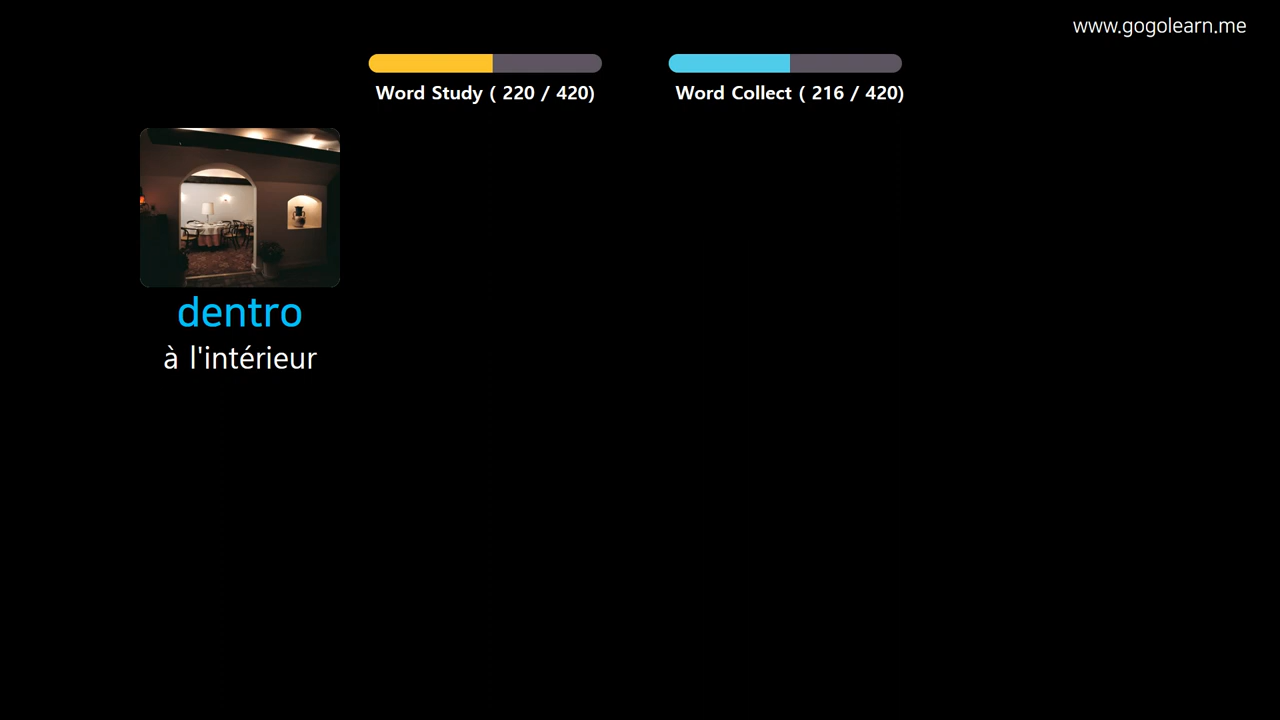 www.gogolearn.me
Word Study ( 220 / 420)
Word Collect ( 216 / 420)
dentro
à l'intérieur